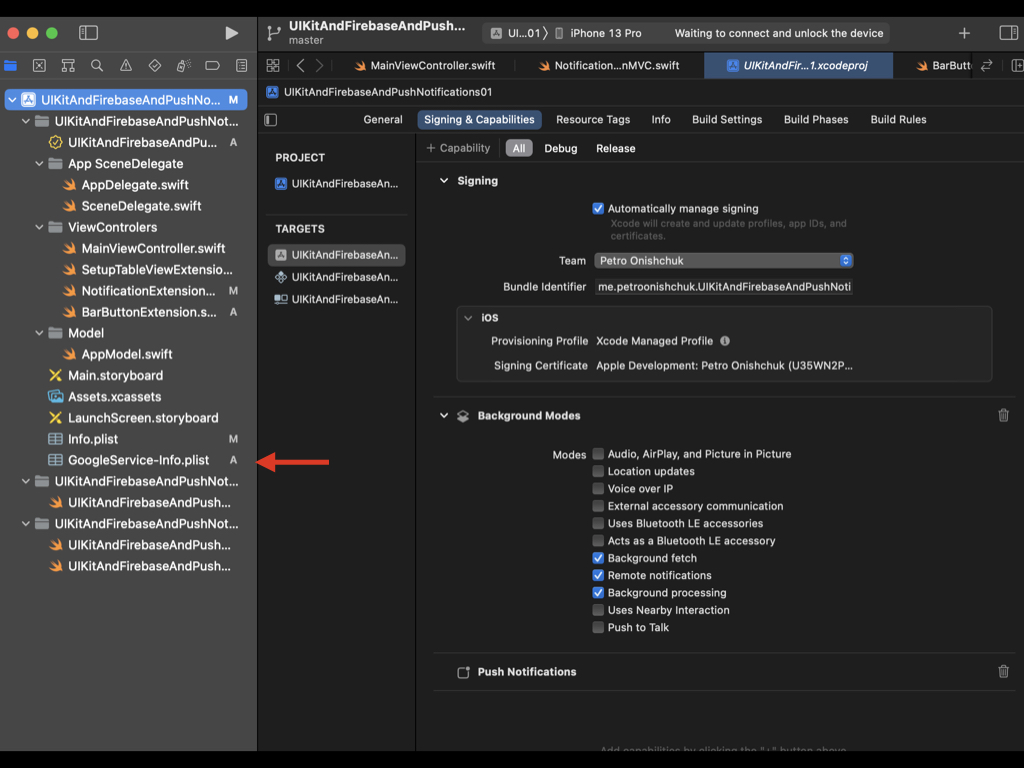 UIKitAndFirebaseAndPush...
master
UI...01 ⟩ iPhone 13 Pro
Waiting to connect and unlock the device
MainViewController.swift
Notification...nMVC.swift
UIKitAndFir...1.xcodeproj
BarButt
UIKitAndFirebaseAndPushNo... M
UIKitAndFirebaseAndPushNot...
UIKitAndFirebaseAndPu... A
App SceneDelegate
AppDelegate.swift
SceneDelegate.swift
ViewControlers
MainViewController.swift
SetupTableViewExtensio...
NotificationExtension... M
BarButtonExtension.s... A
Model
AppModel.swift
Main.storyboard
Assets.xcassets
LaunchScreen.storyboard
Info.plist M
GoogleService-Info.plist A
UIKitAndFirebaseAndPushNot...
UIKitAndFirebaseAndPush...
UIKitAndFirebaseAndPushNot...
UIKitAndFirebaseAndPush...
UIKitAndFirebaseAndPush...
UIKitAndFirebaseAndPushNotifications01
General
Signing & Capabilities
Resource Tags
Info
Build Settings
Build Phases
Build Rules
PROJECT
UIKitAndFirebaseAn...
TARGETS
UIKitAndFirebaseAn...
UIKitAndFirebaseAn...
UIKitAndFirebaseAn...
+ Capability
All
Debug
Release
Signing
Automatically manage signing
Xcode will create and update profiles, app IDs, and
certificates.
Team Petro Onishchuk
Bundle Identifier me.petroonishchuk.UIKitAndFirebaseAndPushNoti
iOS
Provisioning Profile Xcode Managed Profile
Signing Certificate Apple Development: Petro Onishchuk (U35WN2P...
Background Modes
Modes Audio, AirPlay, and Picture in Picture
Location updates
Voice over IP
External accessory communication
Uses Bluetooth LE accessories
Acts as a Bluetooth LE accessory
Background fetch
Remote notifications
Background processing
Uses Nearby Interaction
Push to Talk
Push Notifications
Add capabilities by clicking the "+" button above.